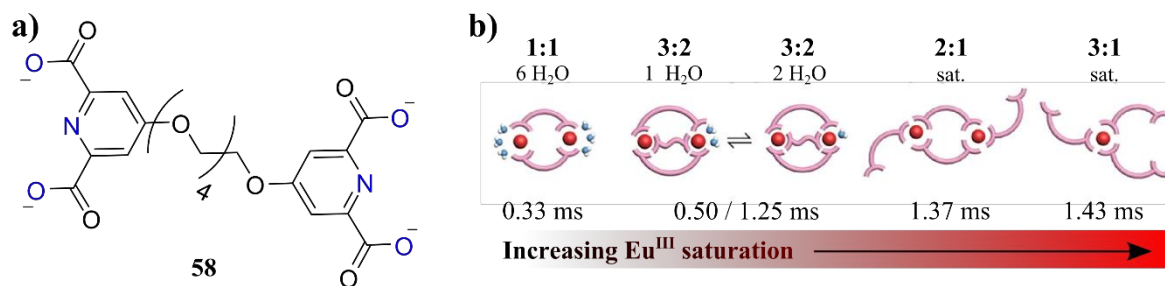 a)
O
O
−
O
N
O
O
−
O
4
O
O
O
−
N
O
O
−
58
b)
1:1 3:2 3:2 2:1 3:1
6 H₂O 1 H₂O 2 H₂O sat. sat.
⇌
0.33 ms 0.50 / 1.25 ms 1.37 ms 1.43 ms
Increasing Euᴵᴵᴵ saturation